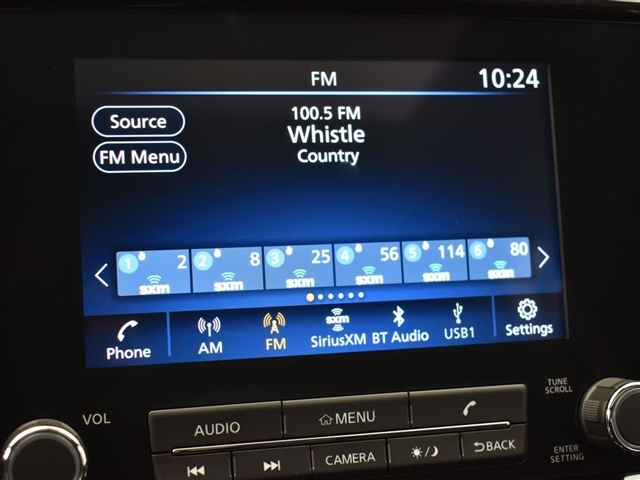 FM 10:24
Source
100.5 FM
Whistle
Country
FM Menu
1 2 2 8 3 25 4 56 5 114 6 80
sxm sxm sxm sxm sxm sxm
Phone AM FM sxm SiriusXM BT Audio USB1 Settings
VOL AUDIO MENU TUNE SCROLL
CAMERA BACK ENTER SETTING